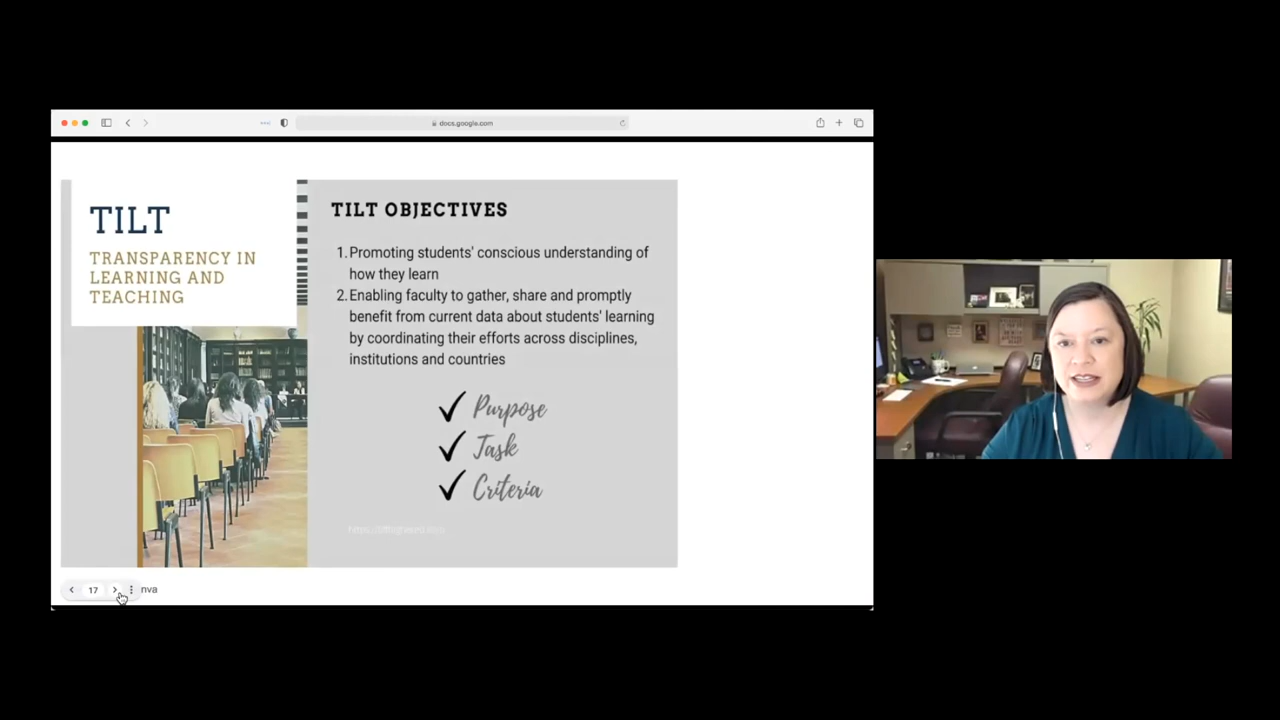 docs.google.com
TILT
TRANSPARENCY IN
LEARNING AND
TEACHING
TILT OBJECTIVES
1. Promoting students' conscious understanding of
how they learn
2. Enabling faculty to gather, share and promptly
benefit from current data about students' learning
by coordinating their efforts across disciplines,
institutions and countries
✓ Purpose
✓ Task
✓ Criteria
17
nva